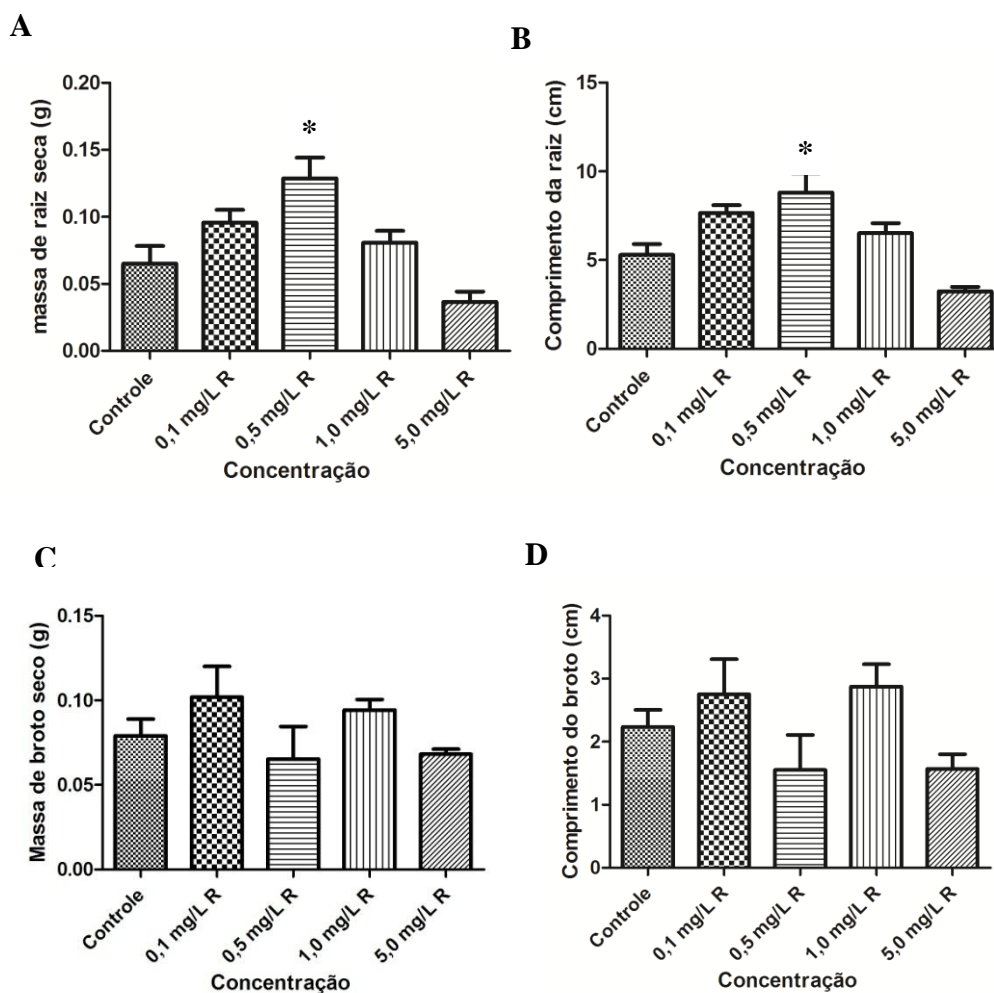 A
massa de raiz seca (g)
0.20
0.15
0.10
0.05
0.00
*
Controle
0,1 mg/L R
0,5 mg/L R
1,0 mg/L R
5,0 mg/L R
Concentração
B
Comprimento da raiz (cm)
15
10
5
0
*
Controle
0,1 mg/L R
0,5 mg/L R
1,0 mg/L R
5,0 mg/L R
Concentração
C
Massa de broto seco (g)
0.15
0.10
0.05
0.00
Controle
0,1 mg/L R
0,5 mg/L R
1,0 mg/L R
5,0 mg/L R
Concentração
D
Comprimento do broto (cm)
4
3
2
1
0
Controle
0,1 mg/L R
0,5 mg/L R
1,0 mg/L R
5,0 mg/L R
Concentração